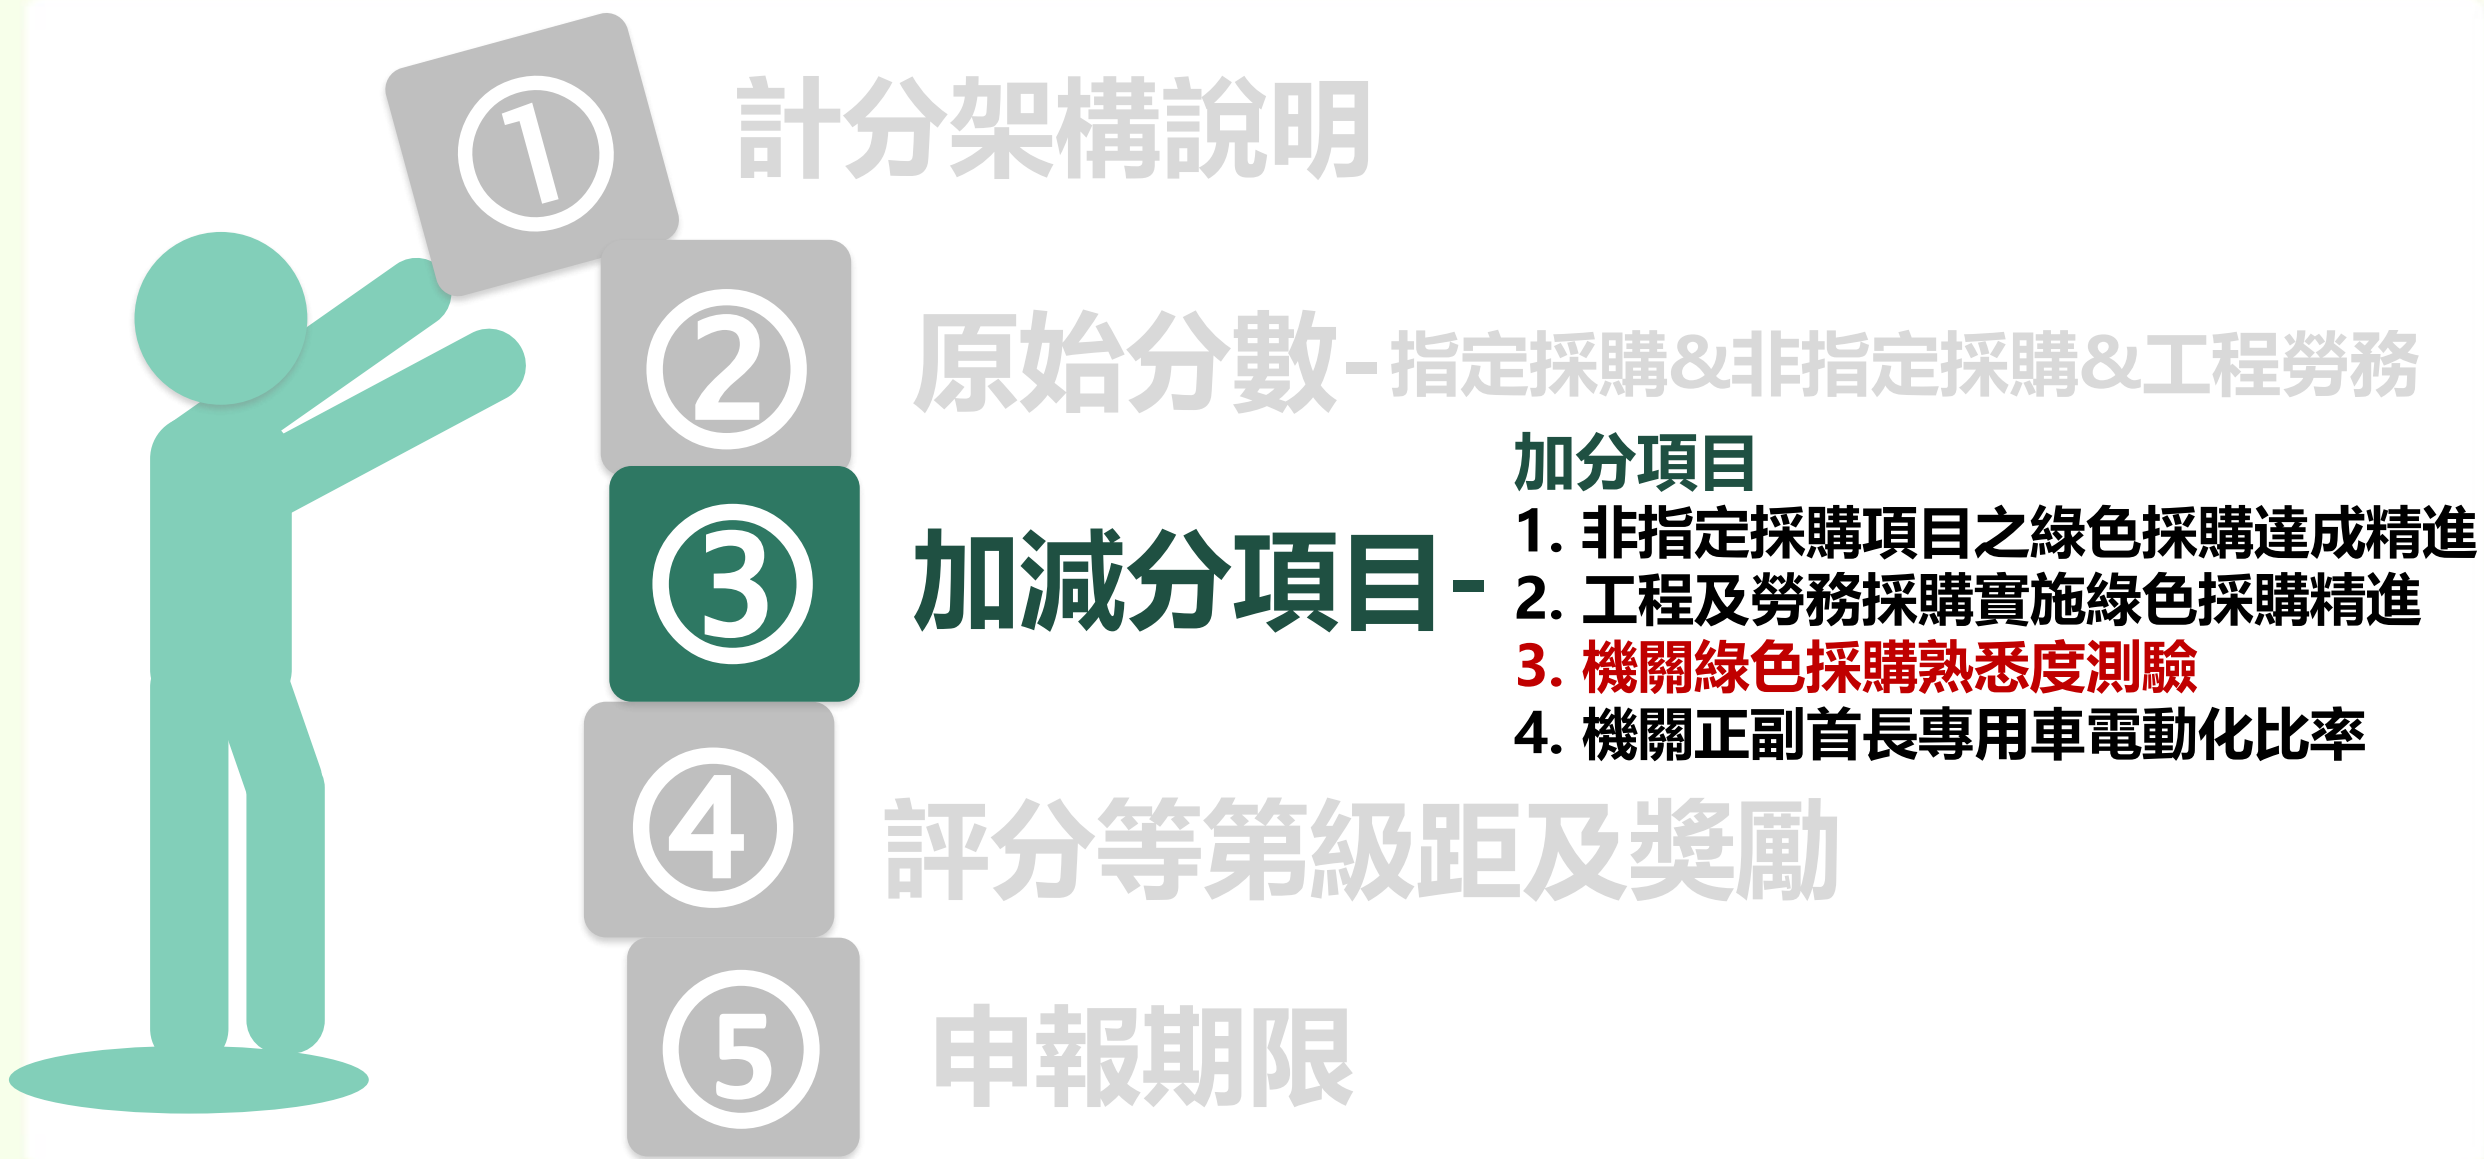 ① 計分架構說明
② 原始分數-指定採購&非指定採購&工程勞務
③ 加減分項目-
加分項目
1. 非指定採購項目之綠色採購達成精進
2. 工程及勞務採購實施綠色採購精進
3. 機關綠色採購熟悉度測驗
4. 機關正副首長專用車電動化比率
④ 評分等第級距及獎勵
⑤ 申報期限